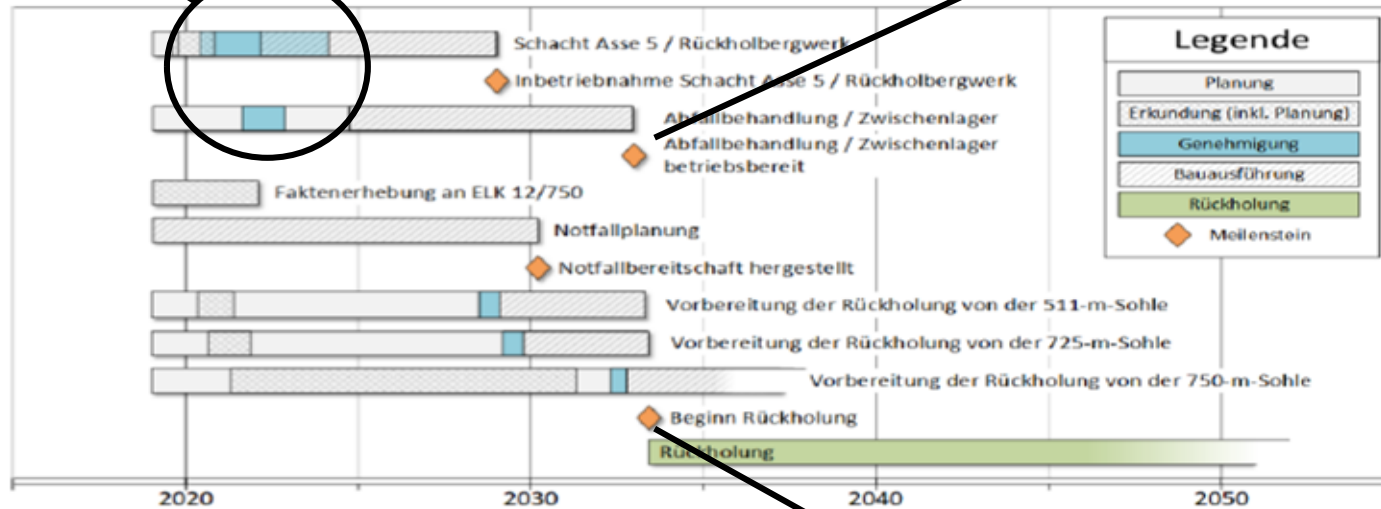 Schacht Asse 5 / Rückholbergwerk
Inbetriebnahme Schacht Asse 5 / Rückholbergwerk
Abfallbehandlung / Zwischenlager
Abfallbehandlung / Zwischenlager
betriebsbereit
Faktenerhebung an ELK 12/750
Notfallplanung
Notfallbereitschaft hergestellt
Vorbereitung der Rückholung von der 511-m-Sohle
Vorbereitung der Rückholung von der 725-m-Sohle
Vorbereitung der Rückholung von der 750-m-Sohle
Beginn Rückholung
Rückholung
2020 2030 2040 2050
Legende
Planung
Erkundung (inkl. Planung)
Genehmigung
Bauausführung
Rückholung
Meilenstein